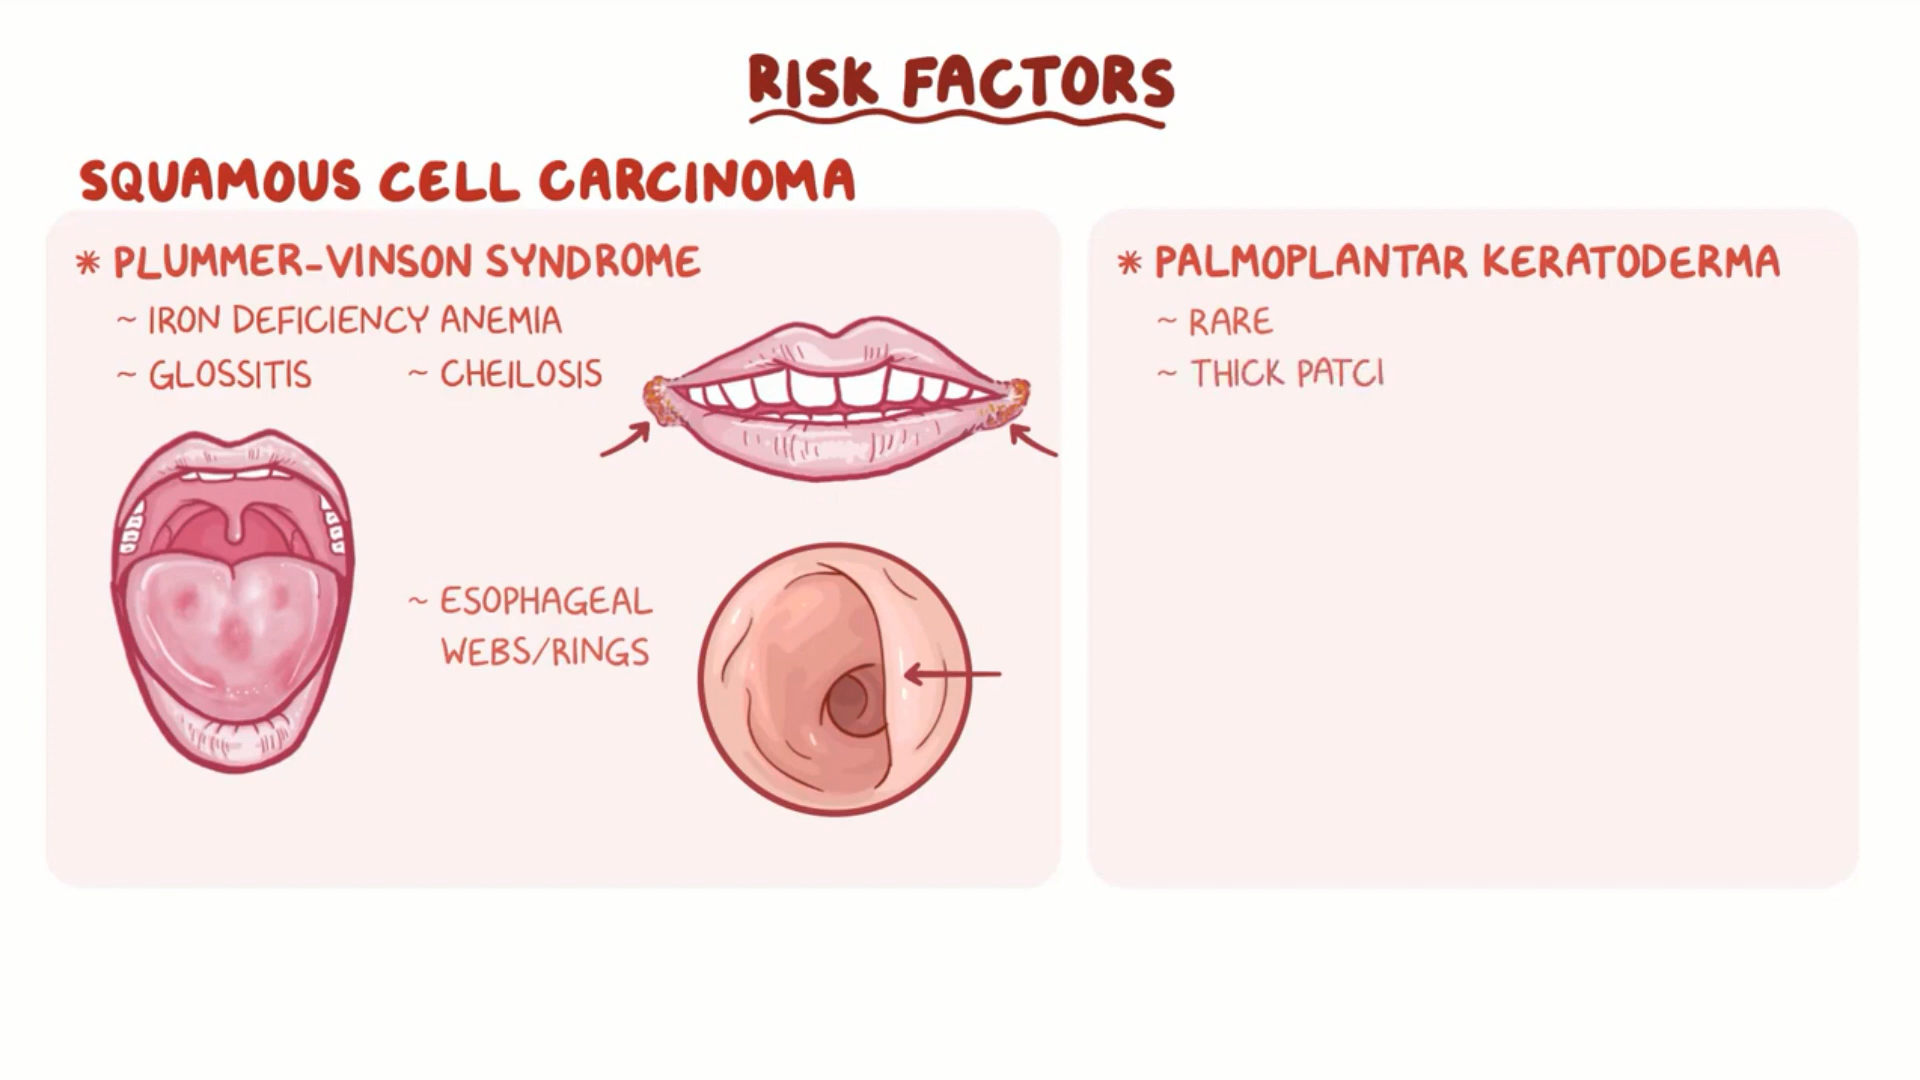 RISK FACTORS
SQUAMOUS CELL CARCINOMA
* PLUMMER-VINSON SYNDROME
~ IRON DEFICIENCY ANEMIA
~ GLOSSITIS ~ CHEILOSIS
~ ESOPHAGEAL
WEBS/RINGS
* PALMOPLANTAR KERATODERMA
~ RARE
~ THICK PATCI